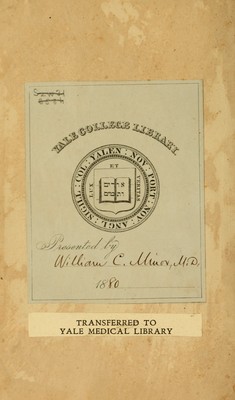 YALE COLLEGE LIBRARY.
SIGILL : COL : YALEN : NOV : PORT : NOV : ANGL :
ET
LUX
VERITAS
Presented by
William C. Minor, M.D.
1880
TRANSFERRED TO
YALE MEDICAL LIBRARY